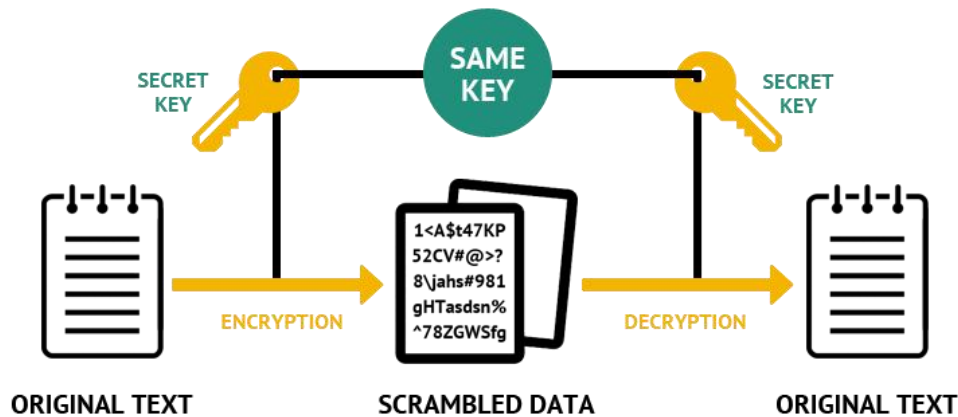 SAME
KEY
SECRET
KEY
SECRET
KEY
1<A$t47KP
52CV#@>?
8\jahs#981
gHTasdsn%
^78ZGWSfg
ENCRYPTION
DECRYPTION
ORIGINAL TEXT
SCRAMBLED DATA
ORIGINAL TEXT